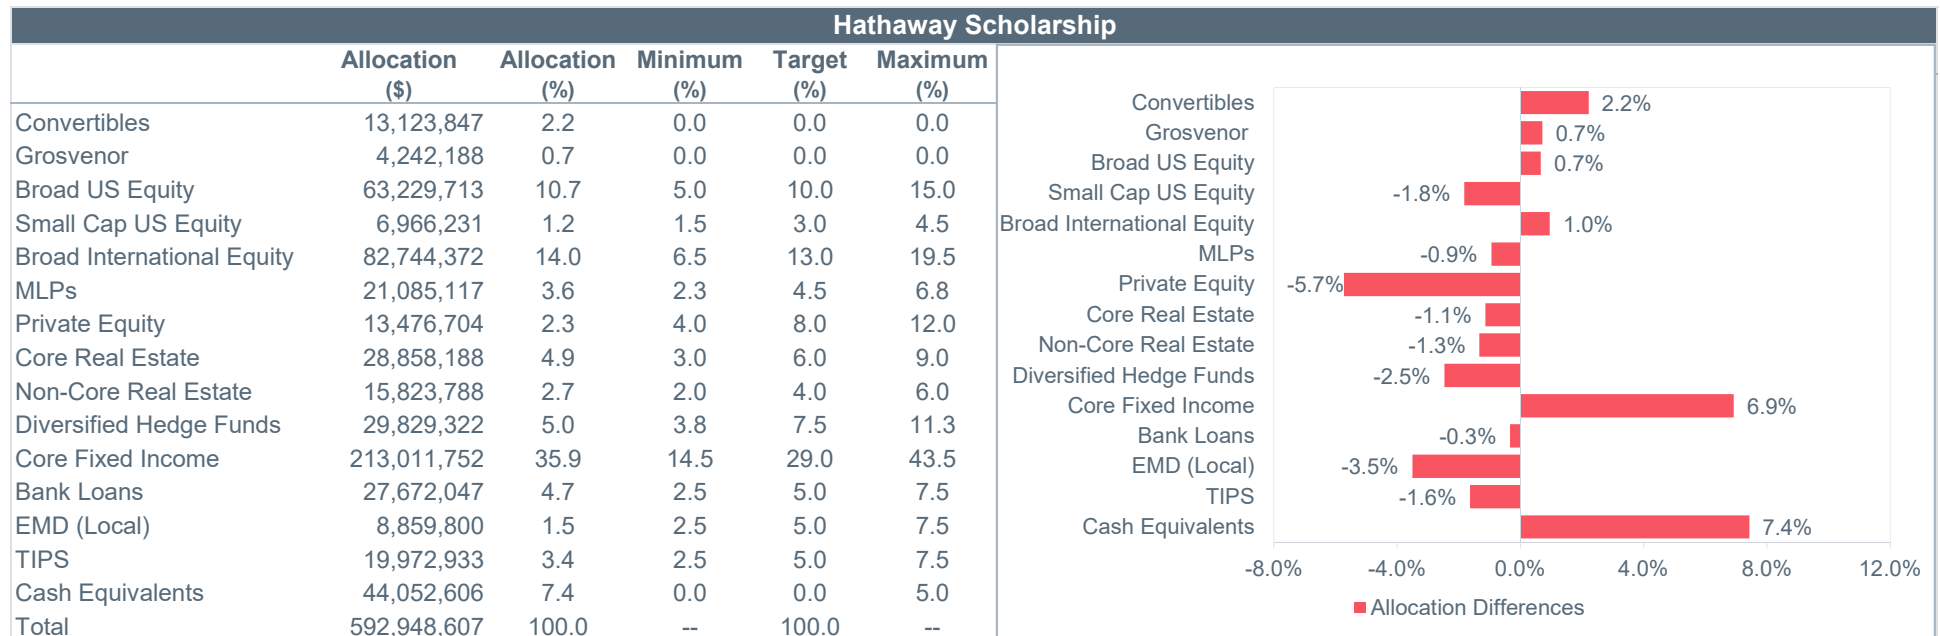 Hathaway Scholarship
Allocation Allocation Minimum Target Maximum
($) (%) (%) (%) (%)
Convertibles 13,123,847 2.2 0.0 0.0 0.0
Grosvenor 4,242,188 0.7 0.0 0.0 0.0
Broad US Equity 63,229,713 10.7 5.0 10.0 15.0
Small Cap US Equity 6,966,231 1.2 1.5 3.0 4.5
Broad International Equity 82,744,372 14.0 6.5 13.0 19.5
MLPs 21,085,117 3.6 2.3 4.5 6.8
Private Equity 13,476,704 2.3 4.0 8.0 12.0
Core Real Estate 28,858,188 4.9 3.0 6.0 9.0
Non-Core Real Estate 15,823,788 2.7 2.0 4.0 6.0
Diversified Hedge Funds 29,829,322 5.0 3.8 7.5 11.3
Core Fixed Income 213,011,752 35.9 14.5 29.0 43.5
Bank Loans 27,672,047 4.7 2.5 5.0 7.5
EMD (Local) 8,859,800 1.5 2.5 5.0 7.5
TIPS 19,972,933 3.4 2.5 5.0 7.5
Cash Equivalents 44,052,606 7.4 0.0 0.0 5.0
Total 592,948,607 100.0 -- 100.0 --
Convertibles 2.2%
Grosvenor 0.7%
Broad US Equity 0.7%
Small Cap US Equity -1.8%
Broad International Equity 1.0%
MLPs -0.9%
Private Equity -5.7%
Core Real Estate -1.1%
Non-Core Real Estate -1.3%
Diversified Hedge Funds -2.5%
Core Fixed Income 6.9%
Bank Loans -0.3%
EMD (Local) -3.5%
TIPS -1.6%
Cash Equivalents 7.4%
-8.0% -4.0% 0.0% 4.0% 8.0% 12.0%
Allocation Differences